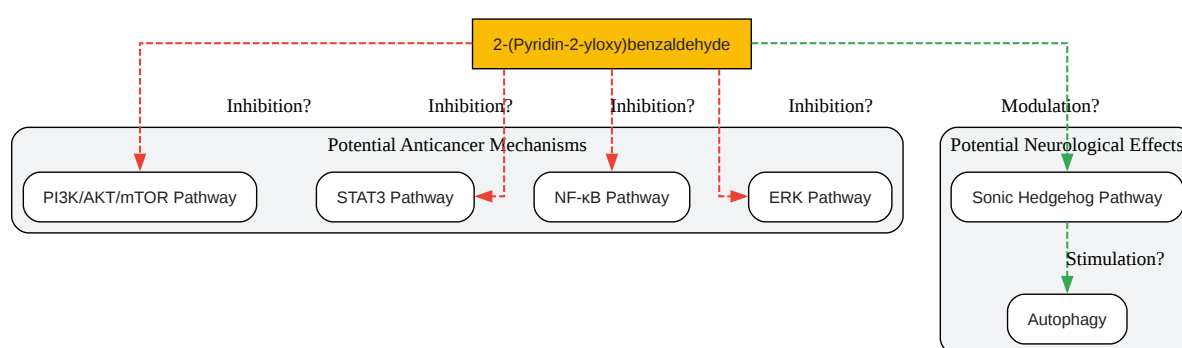 2-(Pyridin-2-yloxy)benzaldehyde
Inhibition? Inhibition? Inhibition? Inhibition? Modulation?
Potential Anticancer Mechanisms Potential Neurological Effects
PI3K/AKT/mTOR Pathway STAT3 Pathway NF-κB Pathway ERK Pathway Sonic Hedgehog Pathway
Stimulation?
Autophagy